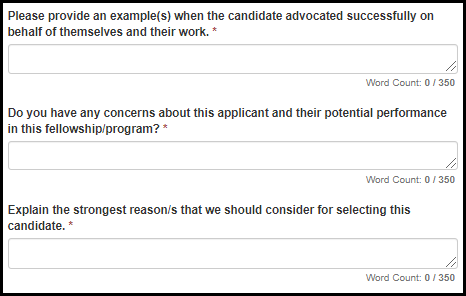 Please provide an example(s) when the candidate advocated successfully on
behalf of themselves and their work. *
Word Count: 0 / 350
Do you have any concerns about this applicant and their potential performance
in this fellowship/program? *
Word Count: 0 / 350
Explain the strongest reason/s that we should consider for selecting this
candidate. *
Word Count: 0 / 350